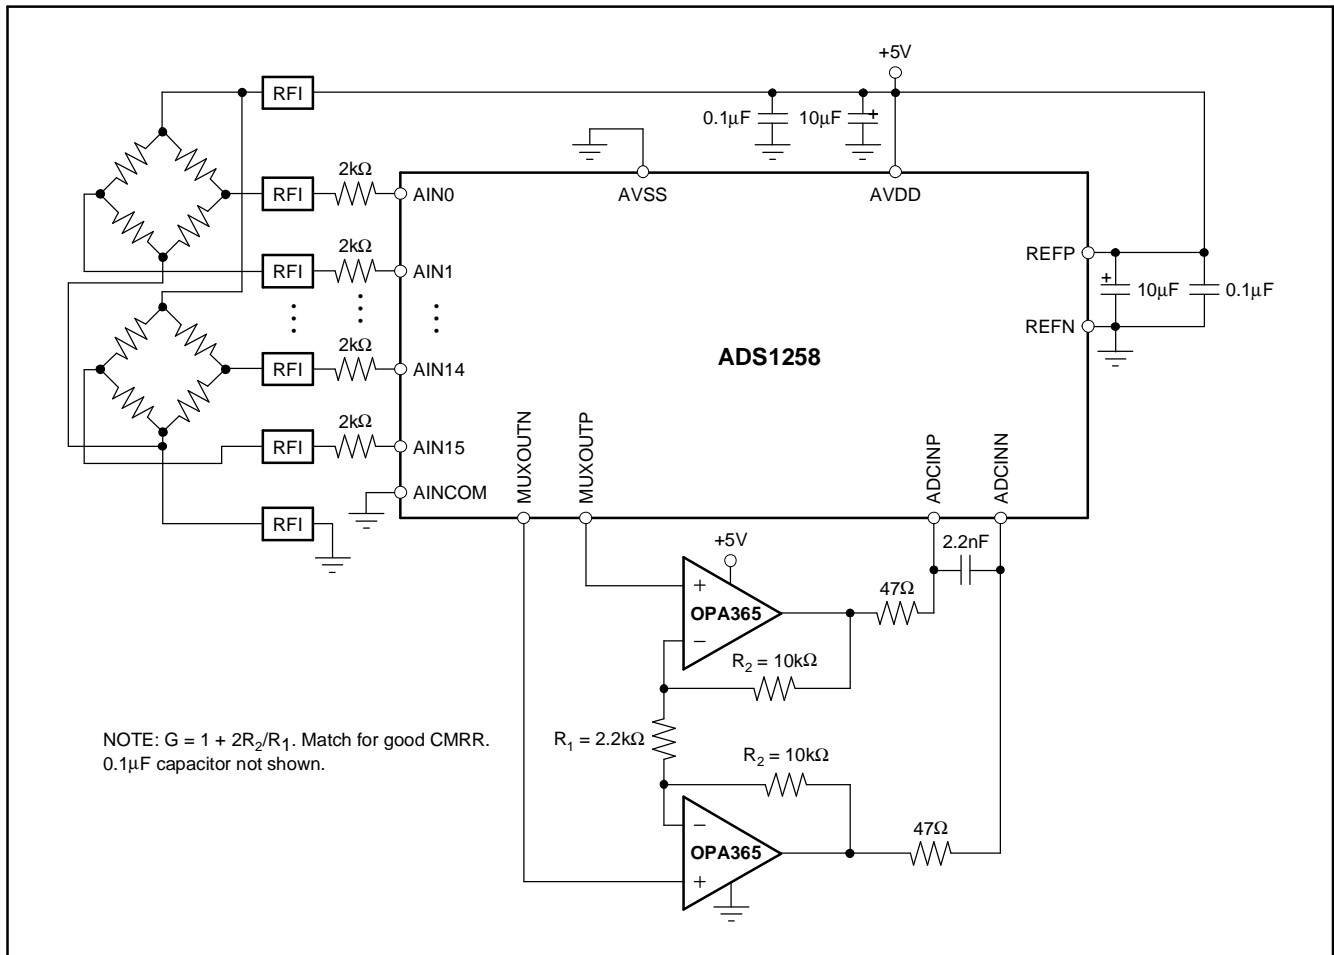 +5V
RFI
0.1μF
10μF
+
2kΩ
RFI
AIN0
AVSS
AVDD
2kΩ
RFI
AIN1
REFP
+
10μF
0.1μF
REFN
ADS1258
2kΩ
RFI
AIN14
2kΩ
RFI
AIN15
MUXOUTN
MUXOUTP
ADCINP
ADCINN
AINCOM
RFI
+5V
2.2nF
+
OPA365
−
47Ω
R2 = 10kΩ
R1 = 2.2kΩ
R2 = 10kΩ
NOTE: G = 1 + 2R2/R1. Match for good CMRR.
0.1μF capacitor not shown.
−
OPA365
+
47Ω